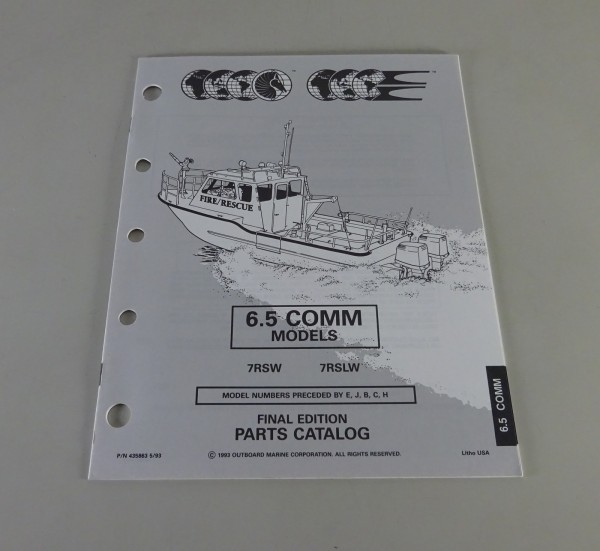 FIRE/RESCUE
6.5 COMM
MODELS
7RSW 7RSLW
MODEL NUMBERS PRECEDED BY E, J, B, C, H
FINAL EDITION
PARTS CATALOG
6.5 COMM
P/N 435883 5/93
© 1993 OUTBOARD MARINE CORPORATION. ALL RIGHTS RESERVED.
Litho USA